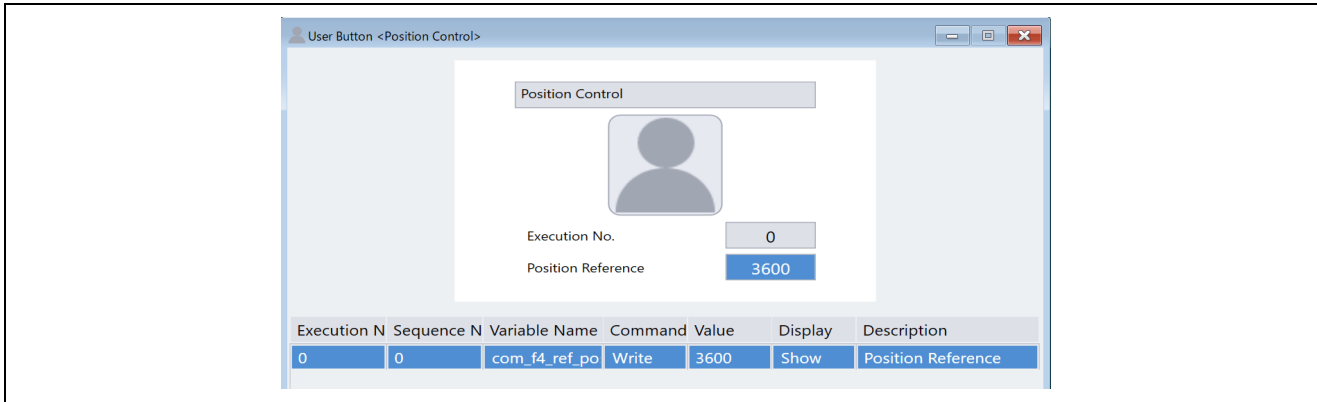 User Button <Position Control>
Position Control
Execution No. 0
Position Reference 3600
Execution N Sequence N Variable Name Command Value Display Description
0 0 com_f4_ref_po Write 3600 Show Position Reference